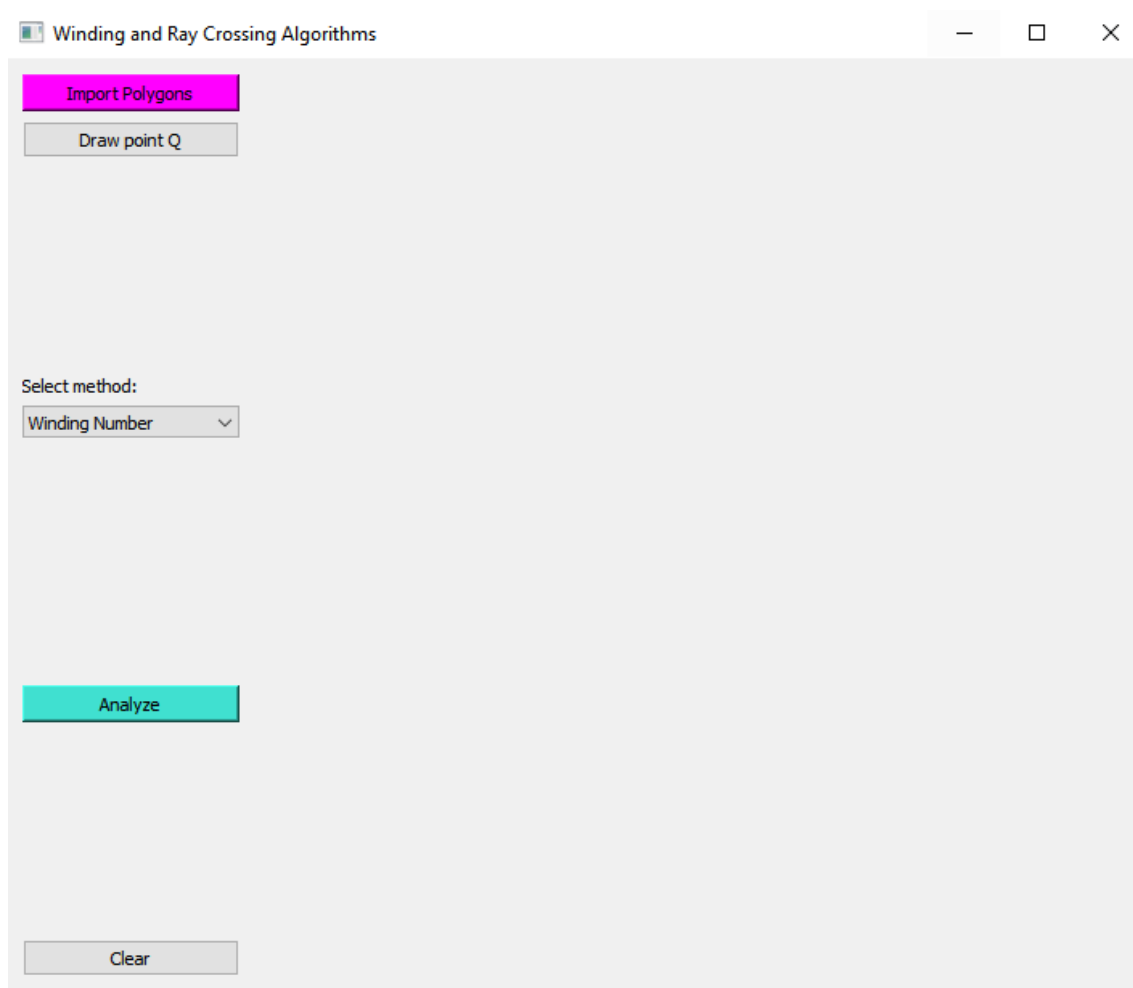 Winding and Ray Crossing Algorithms
Import Polygons
Draw point Q
Select method:
Winding Number
Analyze
Clear